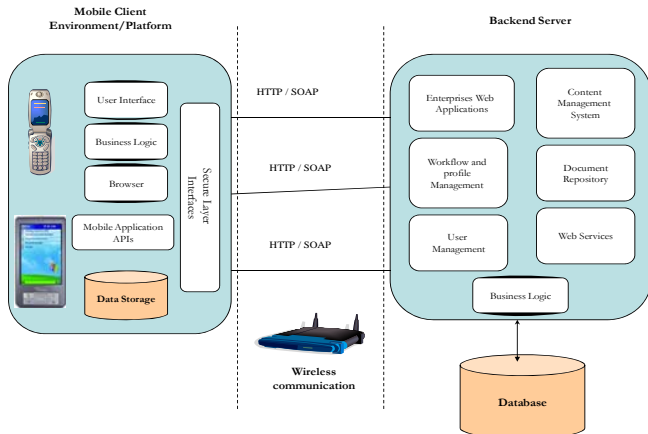 Mobile Client
Environment/Platform
User Interface
Business Logic
Browser
Mobile Application
APIs
Data Storage
Secure Layer
Interfaces
HTTP / SOAP
HTTP / SOAP
HTTP / SOAP
Wireless
communication
Backend Server
Enterprises Web
Applications
Content
Management
System
Workflow and
profile Management
Document
Repository
User
Management
Web Services
Business Logic
Database